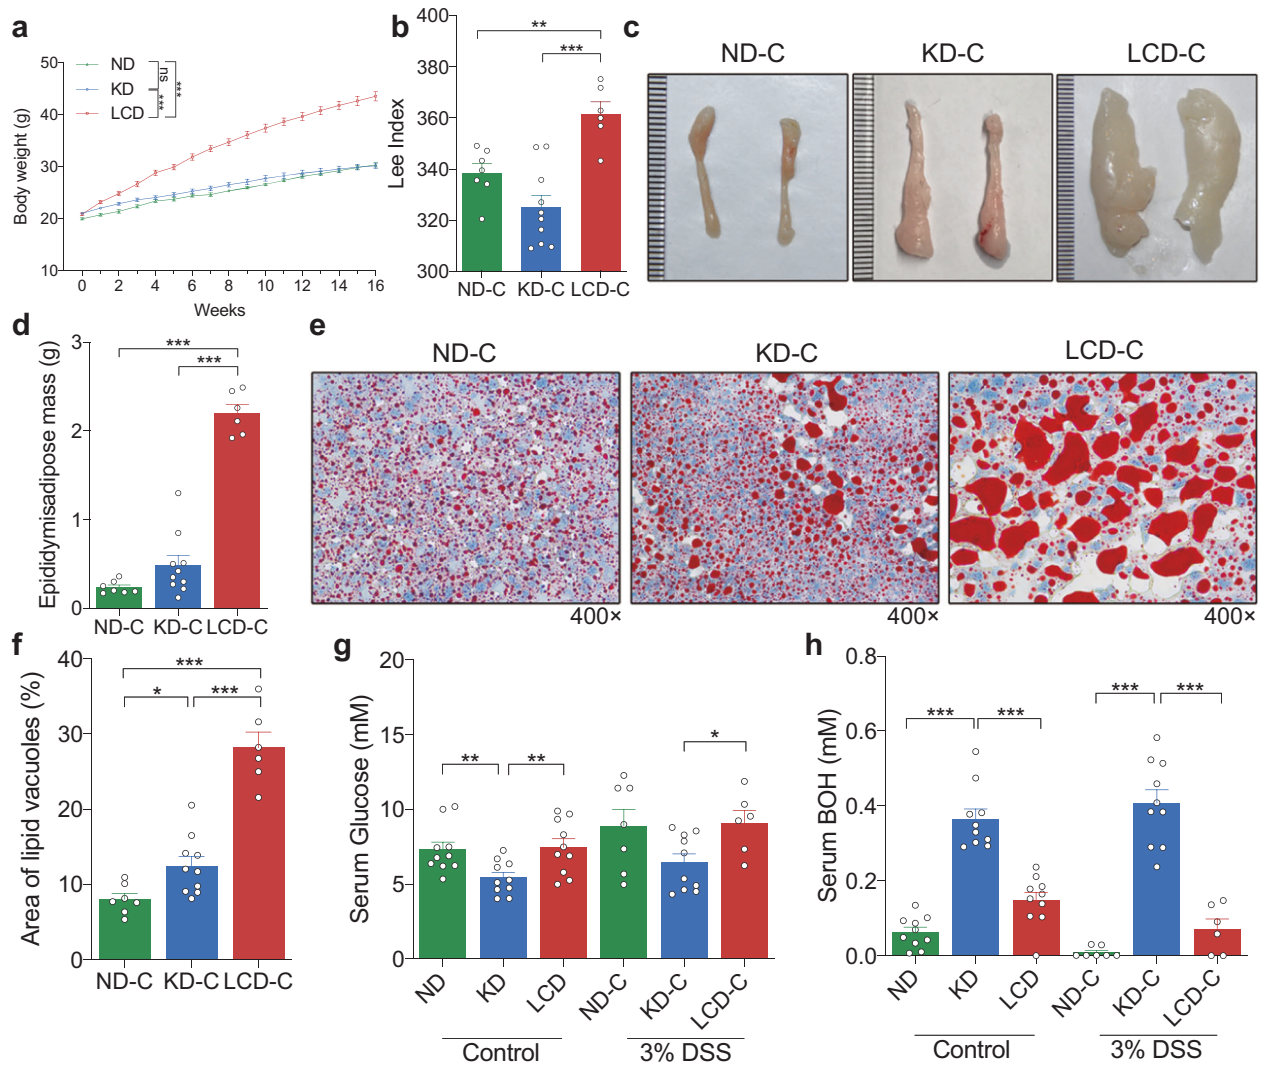 a
Body weight (g)
50
40
30
20
10
0 2 4 6 8 10 12 14 16
Weeks
ND
KD
LCD
ns
***
***
b
Lee Index
400
380
360
340
320
300
**
***
ND-C KD-C LCD-C
c
ND-C KD-C LCD-C
d
Epididymisadipose mass (g)
3
2
1
0
***
***
ND-C KD-C LCD-C
e
ND-C KD-C LCD-C
400× 400× 400×
f
Area of lipid vacuoles (%)
40
30
20
10
0
***
* ***
ND-C KD-C LCD-C
g
Serum Glucose (mM)
20
15
10
5
0
** ** *
ND KD LCD ND-C KD-C LCD-C
Control 3% DSS
h
Serum BOH (mM)
0.8
0.6
0.4
0.2
0.0
*** *** *** ***
ND KD LCD ND-C KD-C LCD-C
Control 3% DSS